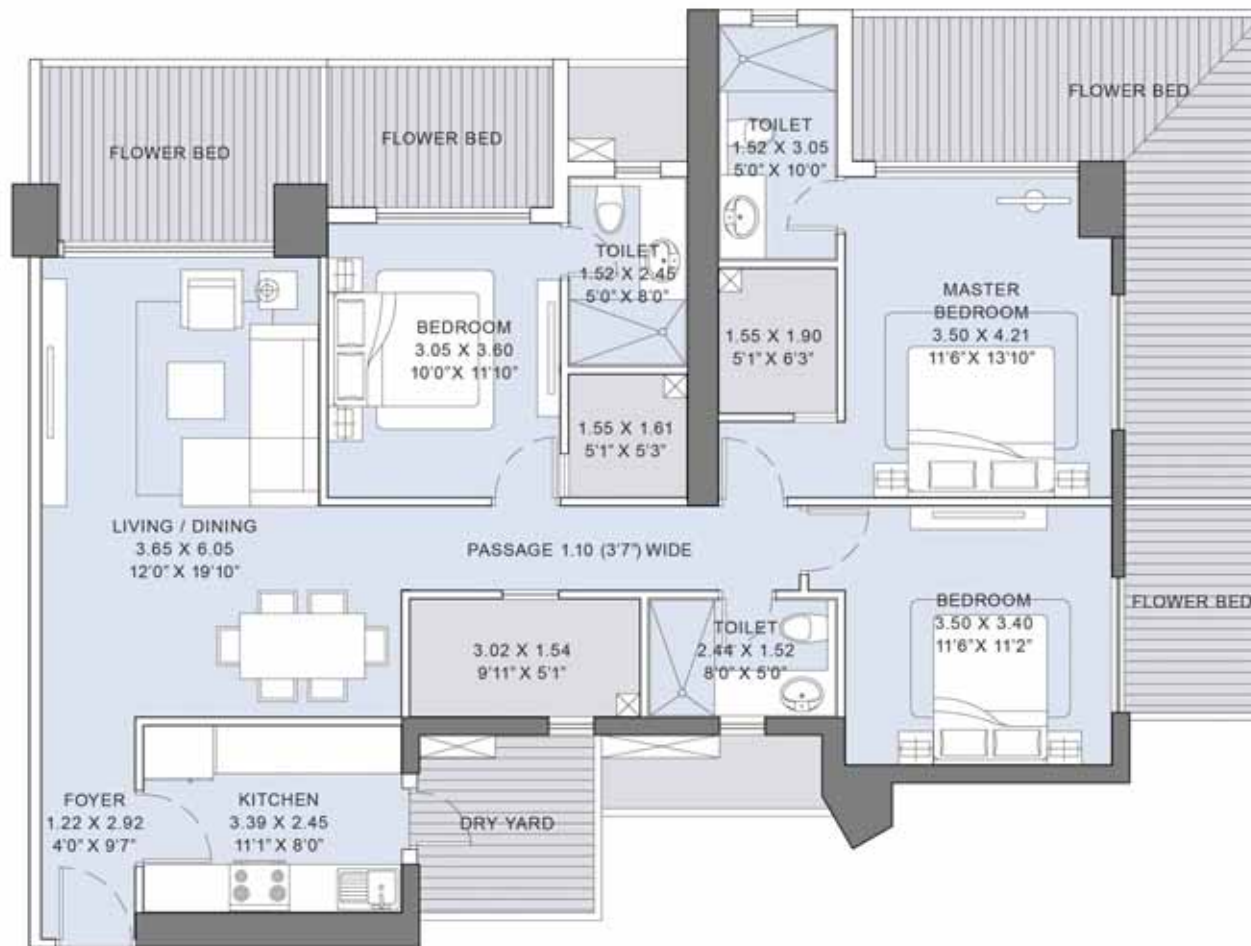 FLOWER BED
FLOWER BED
FLOWER BED
TOILET
1.52 X 3.05
5'0" X 10'0"
TOILET
1.52 X 2.45
5'0" X 8'0"
MASTER
BEDROOM
3.50 X 4.21
11'6" X 13'10"
BEDROOM
3.05 X 3.60
10'0" X 11'10"
1.55 X 1.90
5'1" X 6'3"
1.55 X 1.61
5'1" X 5'3"
LIVING / DINING
3.65 X 6.05
12'0" X 19'10"
PASSAGE 1.10 (3'7") WIDE
BEDROOM
3.50 X 3.40
11'6" X 11'2"
FLOWER BED
3.02 X 1.54
9'11" X 5'1"
TOILET
2.44 X 1.52
8'0" X 5'0"
FOYER
1.22 X 2.92
4'0" X 9'7"
KITCHEN
3.39 X 2.45
11'1" X 8'0"
DRY YARD